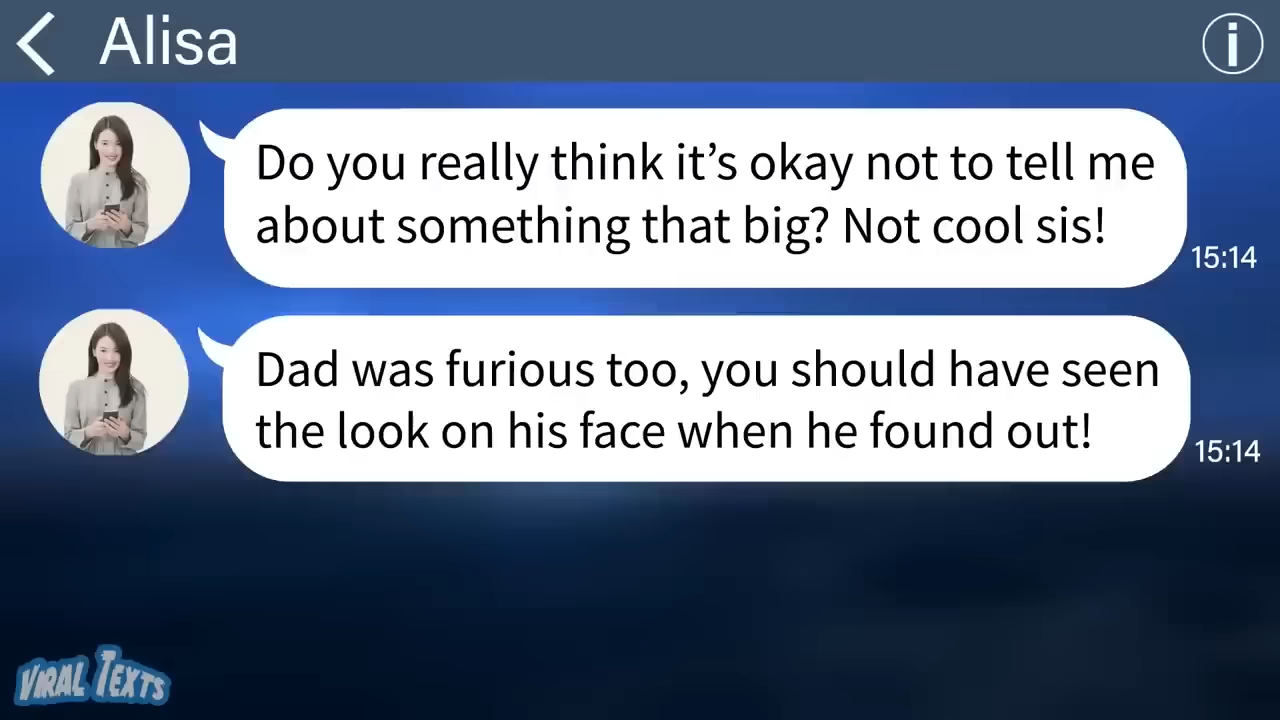 Alisa
Do you really think it’s okay not to tell me
about something that big? Not cool sis!
15:14
Dad was furious too, you should have seen
the look on his face when he found out!
15:14
VIRAL TEXTS